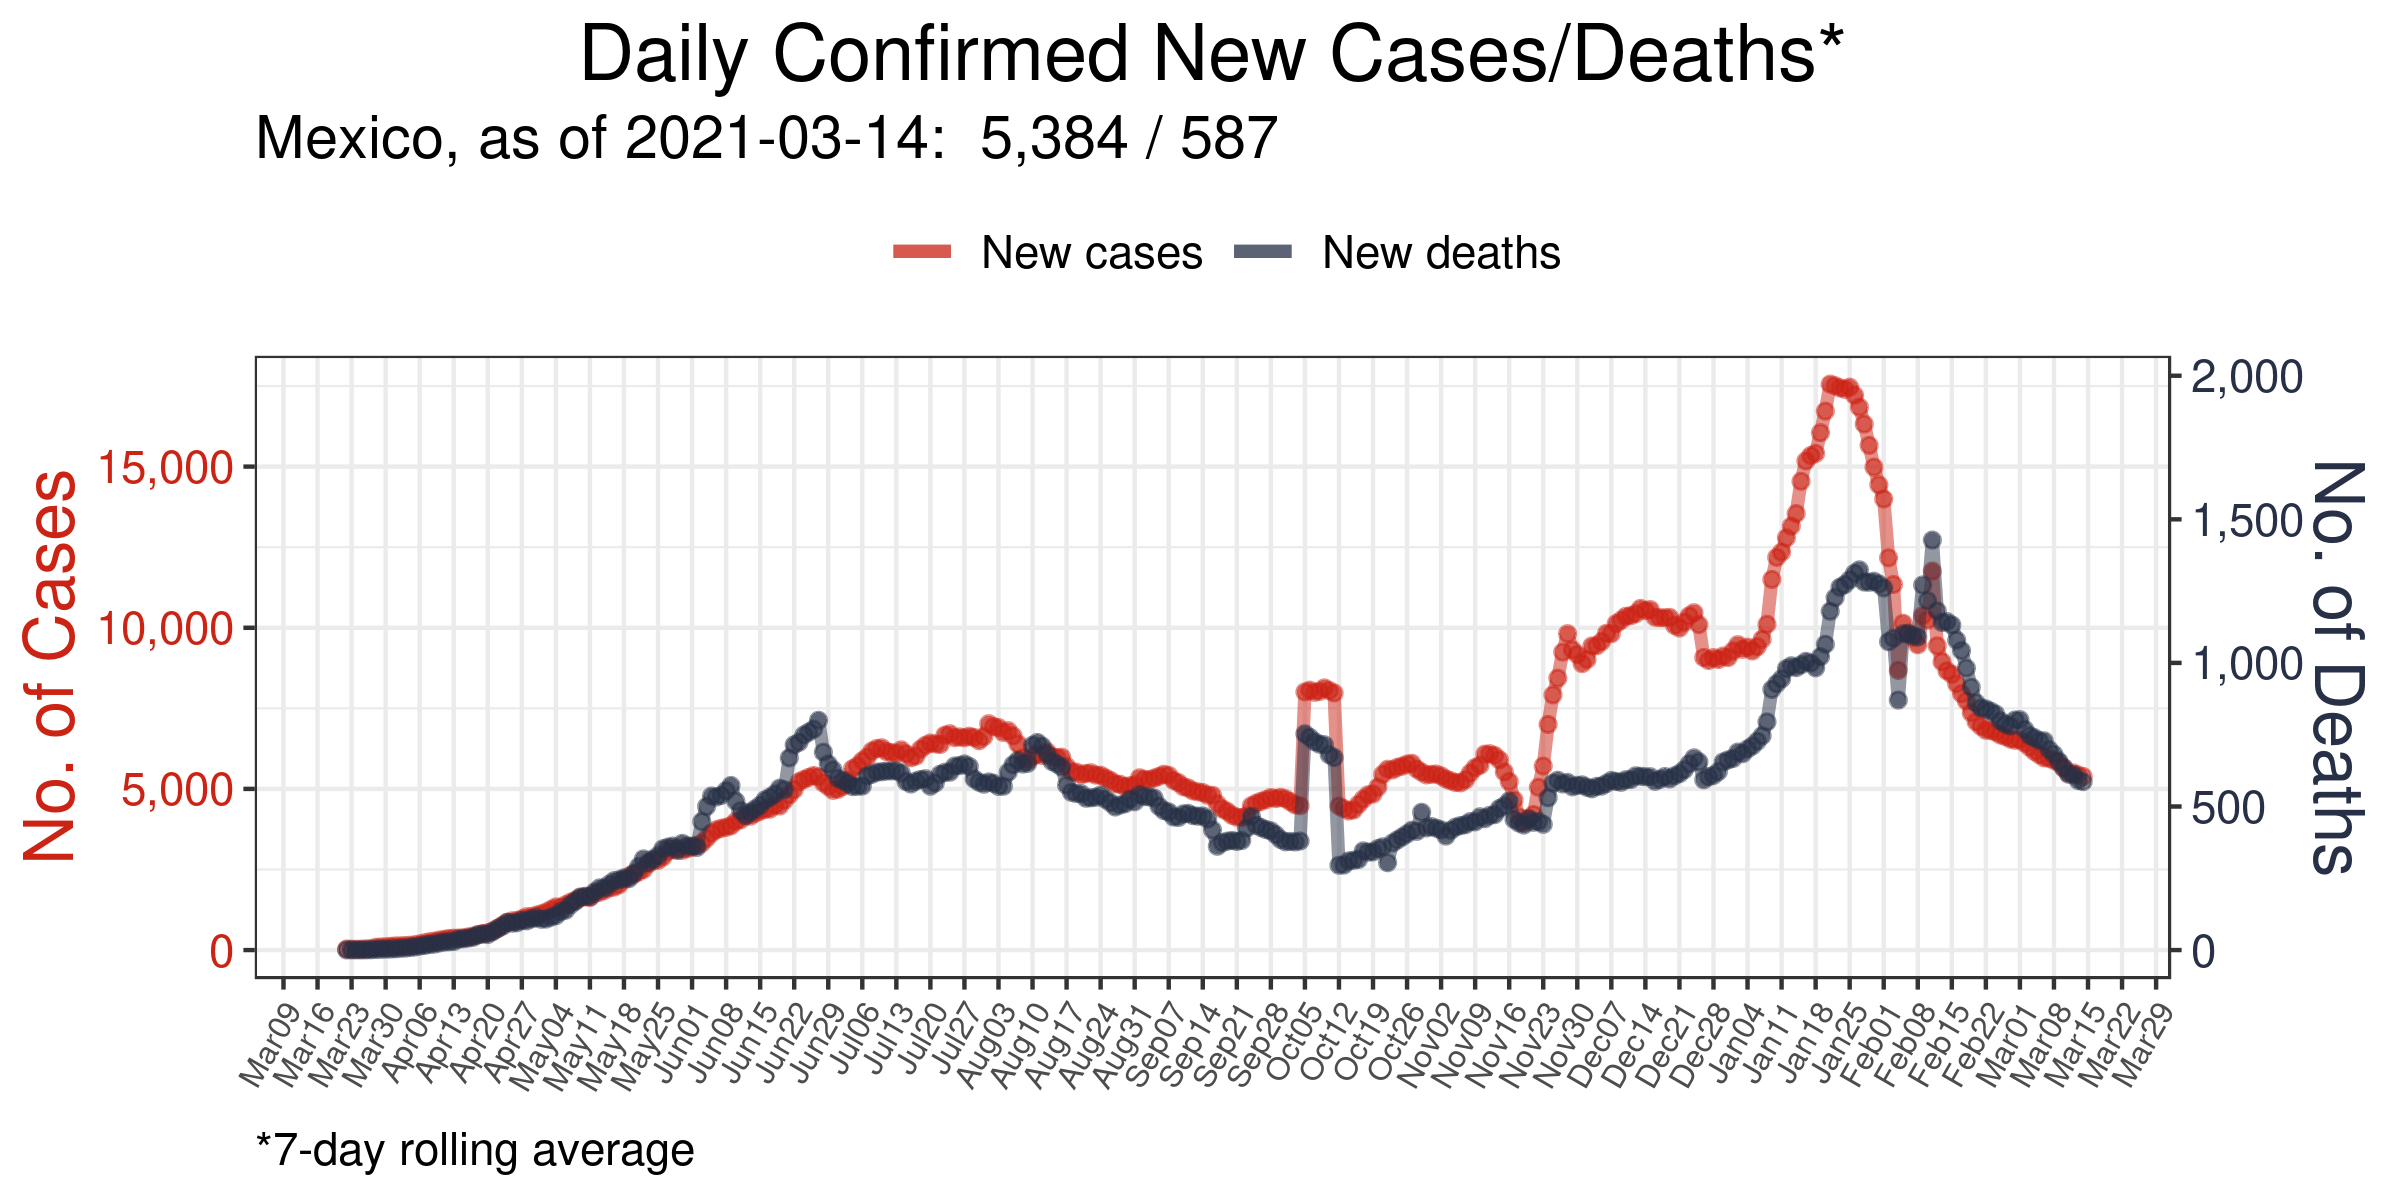 Daily Confirmed New Cases/Deaths*
Mexico, as of 2021-03-14:  5,384 / 587
New cases
New deaths
No. of Cases
15,000
10,000
5,000
0
2,000
1,500
1,000
500
0
No. of Deaths
Mar09
Mar16
Mar23
Mar30
Apr06
Apr13
Apr20
Apr27
May04
May11
May18
May25
Jun01
Jun08
Jun15
Jun22
Jun29
Jul06
Jul13
Jul20
Jul27
Aug03
Aug10
Aug17
Aug24
Aug31
Sep07
Sep14
Sep21
Sep28
Oct05
Oct12
Oct19
Oct26
Nov02
Nov09
Nov16
Nov23
Nov30
Dec07
Dec14
Dec21
Dec28
Jan04
Jan11
Jan18
Jan25
Feb01
Feb08
Feb15
Feb22
Mar01
Mar08
Mar15
Mar22
Mar29
*7-day rolling average